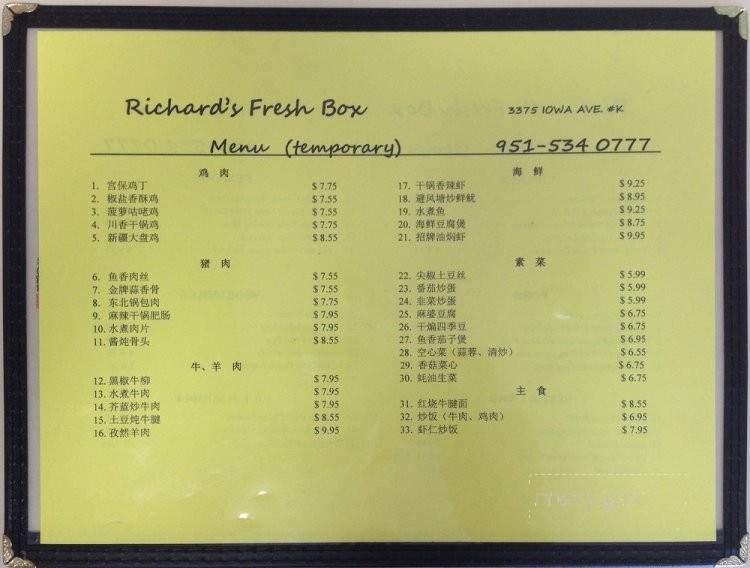 Richard's Fresh Box
3375 IOWA AVE. #K
Menu (temporary)
951-534 0777
鸡 肉
1. 宫保鸡丁 $ 7.75
2. 椒盐香酥鸡 $ 7.55
3. 菠萝咕咾鸡 $ 7.55
4. 川香干锅鸡 $ 7.75
5. 新疆大盘鸡 $ 8.55
猪 肉
6. 鱼香肉丝 $ 7.55
7. 金牌蒜香骨 $ 7.55
8. 东北锅包肉 $ 7.75
9. 麻辣干锅肥肠 $ 7.95
10. 水煮肉片 $ 7.95
11. 酱炖骨头 $ 8.55
牛、羊 肉
12. 黑椒牛柳 $ 7.95
13. 水煮牛肉 $ 7.95
14. 芥蓝炒牛肉 $ 7.95
15. 土豆炖牛腱 $ 8.55
16. 孜然羊肉 $ 9.95
海 鲜
17. 干锅香辣虾 $ 9.25
18. 避风塘炒鲜鱿 $ 8.95
19. 水煮鱼 $ 9.25
20. 海鲜豆腐煲 $ 8.75
21. 招牌油焖虾 $ 9.95
素 菜
22. 尖椒土豆丝 $ 5.99
23. 番茄炒蛋 $ 5.99
24. 韭菜炒蛋 $ 5.99
25. 麻婆豆腐 $ 6.75
26. 干煸四季豆 $ 6.75
27. 鱼香茄子煲 $ 6.95
28. 空心菜（蒜蓉、清炒） $ 6.55
29. 香菇菜心 $ 6.75
30. 蚝油生菜 $ 6.75
主 食
31. 红烧牛腱面 $ 8.55
32. 炒饭（牛肉、鸡肉） $ 6.95
33. 虾仁炒饭 $ 7.95